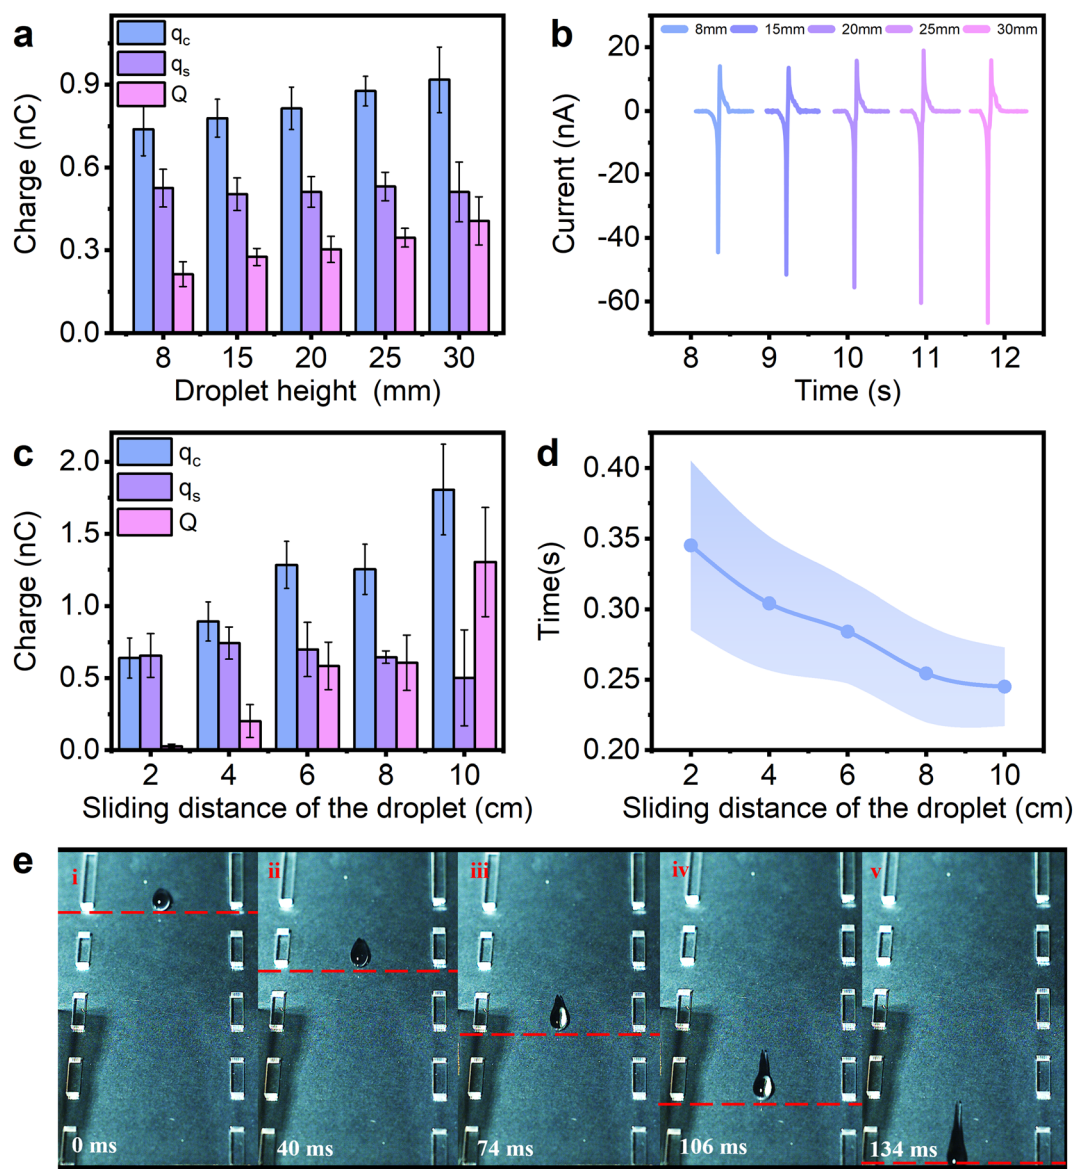 a
q_c
q_s
Q
Charge (nC)
0.9
0.6
0.3
0.0
8 15 20 25 30
Droplet height (mm)
b
8mm 15mm 20mm 25mm 30mm
Current (nA)
20
0
-20
-40
-60
8 9 10 11 12
Time (s)
c
q_c
q_s
Q
Charge (nC)
2.0
1.5
1.0
0.5
0.0
2 4 6 8 10
Sliding distance of the droplet (cm)
d
Time(s)
0.40
0.35
0.30
0.25
0.20
2 4 6 8 10
Sliding distance of the droplet (cm)
e
i ii iii iv v
0 ms 40 ms 74 ms 106 ms 134 ms